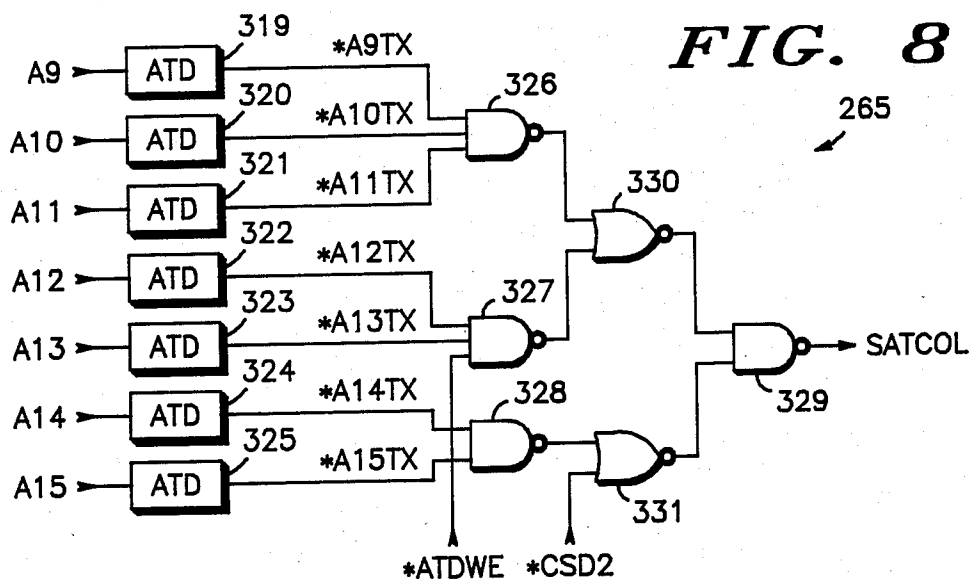 FIG. 8
265
319
A9 ATD *A9TX
320
A10 ATD *A10TX
326
321
A11 ATD *A11TX
330
322
A12 ATD *A12TX
327
323
A13 ATD *A13TX
SATCOL
329
324
A14 ATD *A14TX
328
325
A15 ATD *A15TX
331
*ATDWE *CSD2